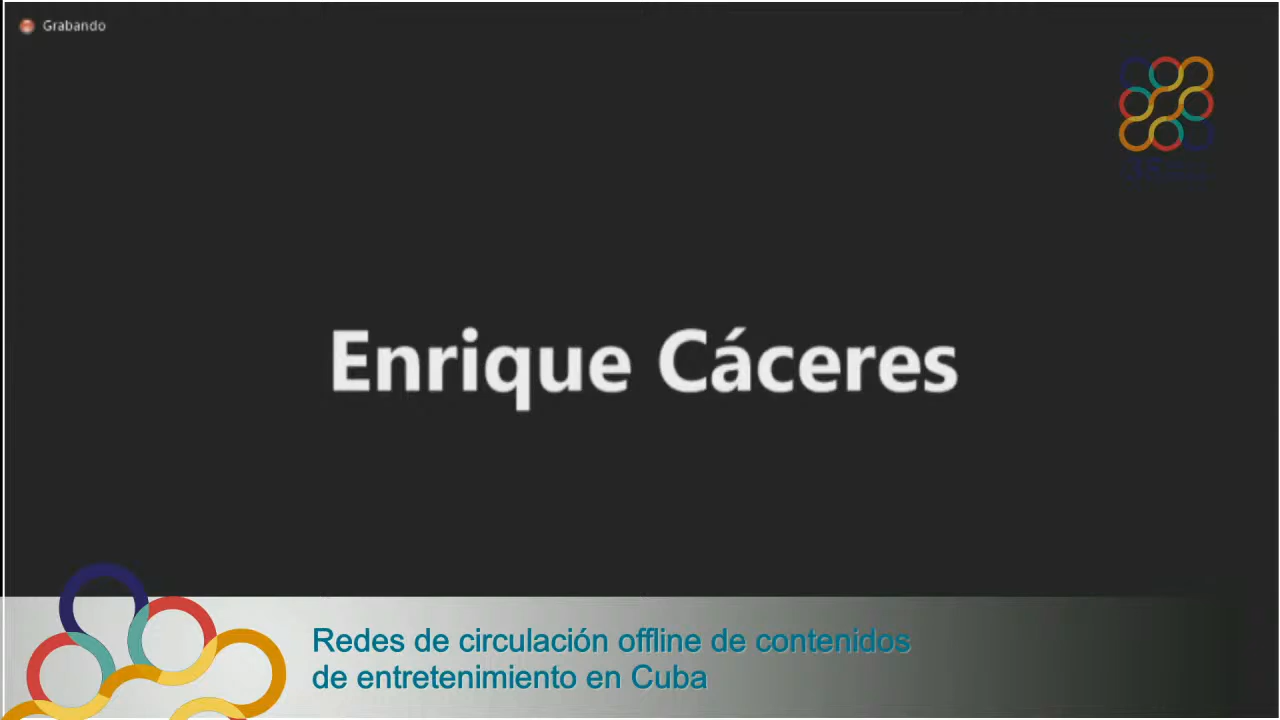 Grabando
Enrique Cáceres
Redes de circulación offline de contenidos
de entretenimiento en Cuba